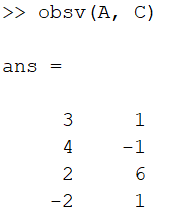 >> obsv(A, C)
ans =
3 1
4 -1
2 6
-2 1